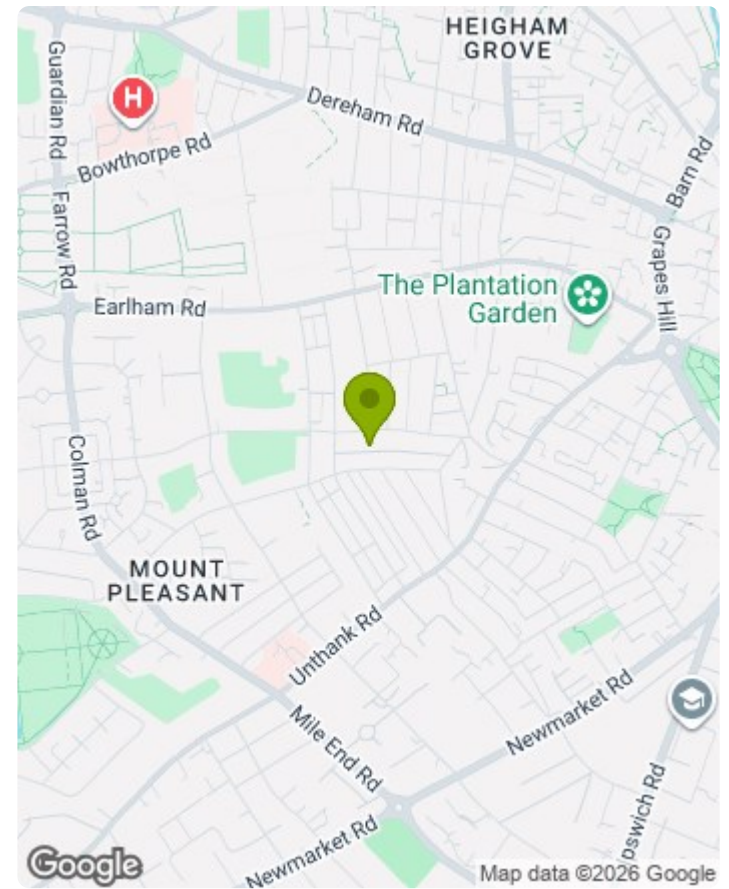 HEIGHAM
GROVE
Guardian Rd
H
Dereham Rd
Bowthorpe Rd
Barn Rd
Farrow Rd
Grapes Hill
The Plantation
Garden
Earlham Rd
Colman Rd
MOUNT
PLEASANT
Unthank Rd
Mile End Rd
Newmarket Rd
pswich Rd
Newmarket Rd
Google
Map data ©2026 Google